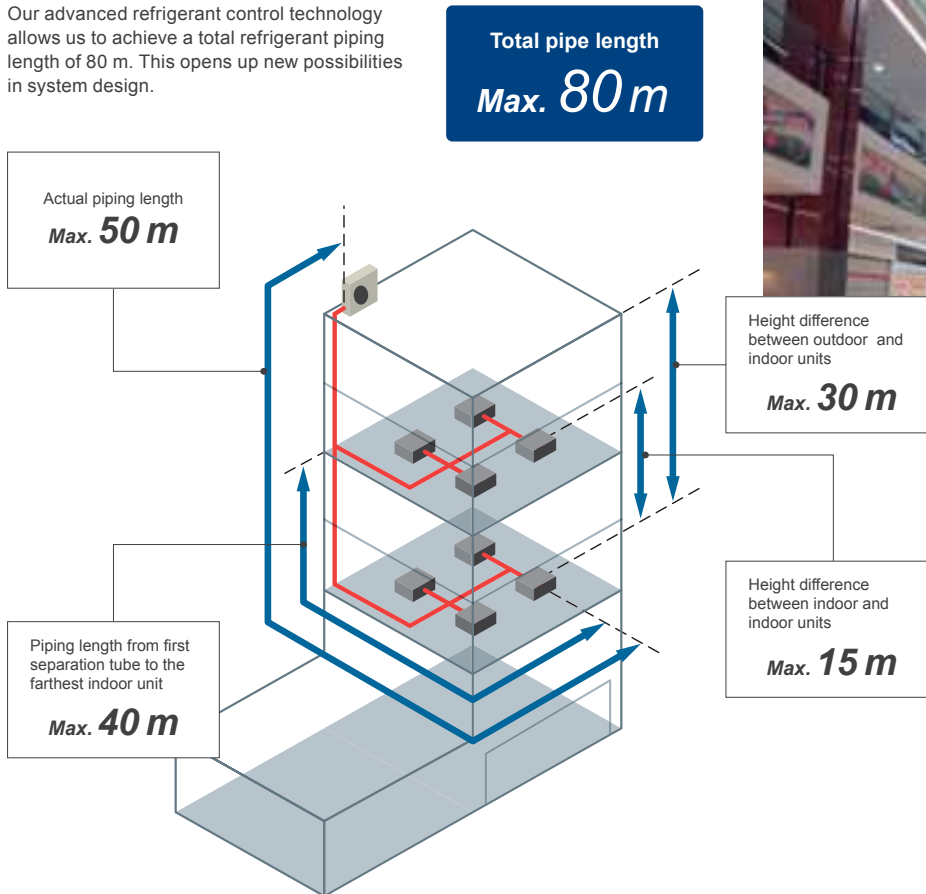 Our advanced refrigerant control technology
allows us to achieve a total refrigerant piping
length of 80 m. This opens up new possibilities
in system design.
Total pipe length
Max. 80 m
Actual piping length
Max. 50 m
Height difference
between outdoor and
indoor units
Max. 30 m
Piping length from first
separation tube to the
farthest indoor unit
Max. 40 m
Height difference
between indoor and
indoor units
Max. 15 m